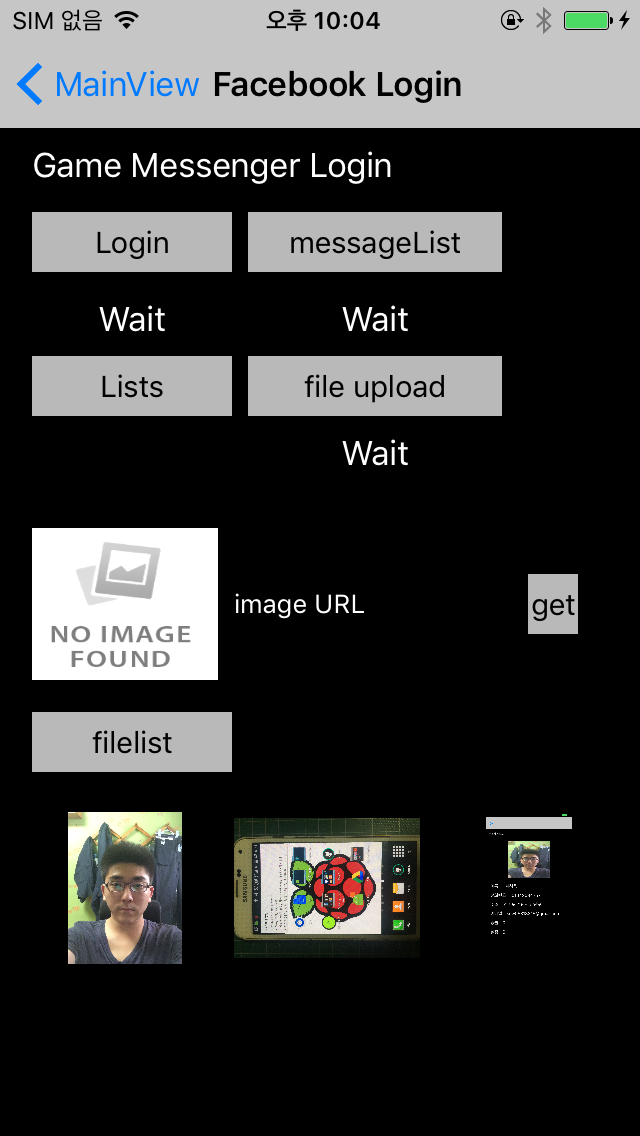 SIM 없음 오후 10:04
MainView Facebook Login
Game Messenger Login
Login messageList
Wait Wait
Lists file upload
Wait
NO IMAGE
FOUND
image URL
get
filelist
SAMSUNG